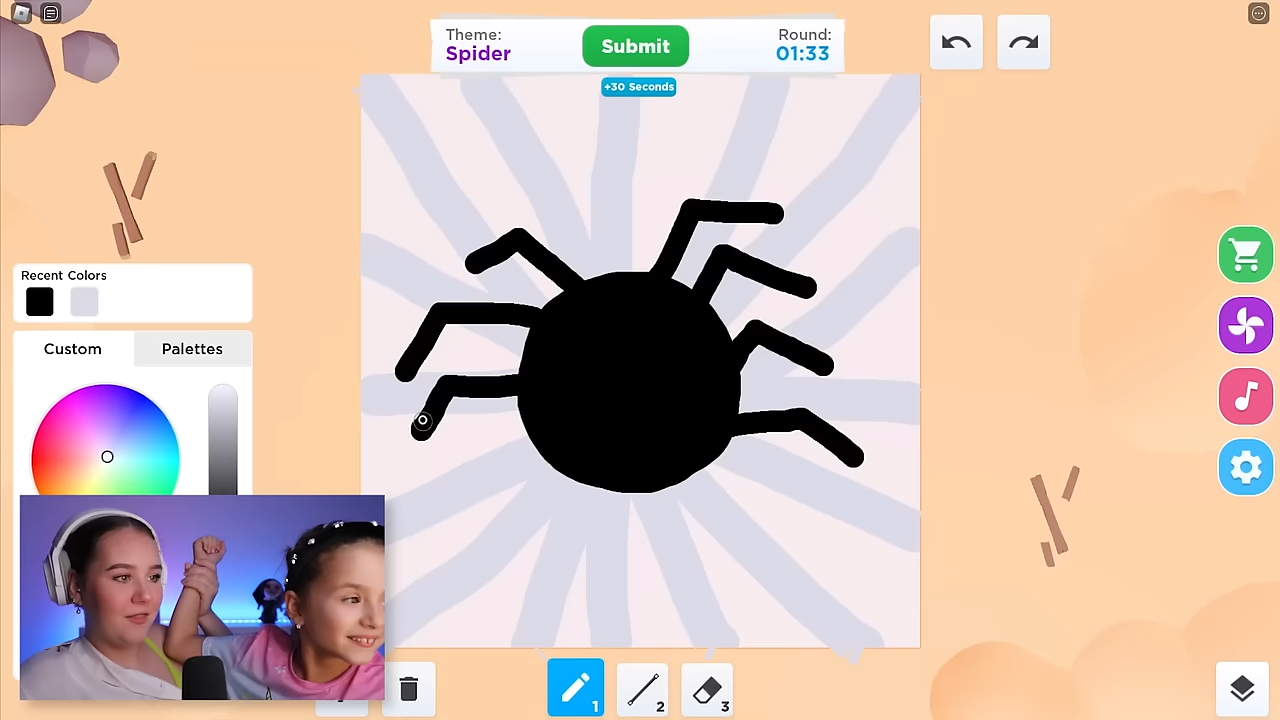 Theme:
Spider
Submit
Round:
01:33
+30 Seconds
Recent Colors
Custom
Palettes
1
2
3